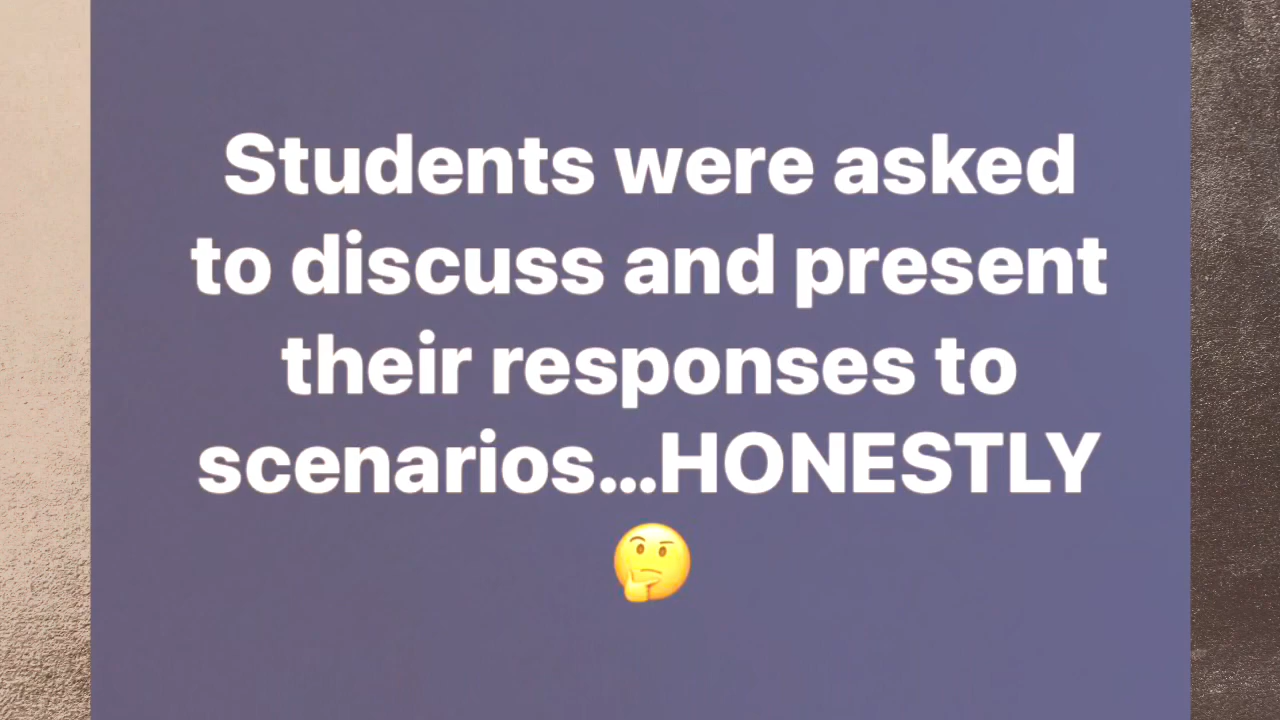 Students were asked
to discuss and present
their responses to
scenarios...HONESTLY
🤔